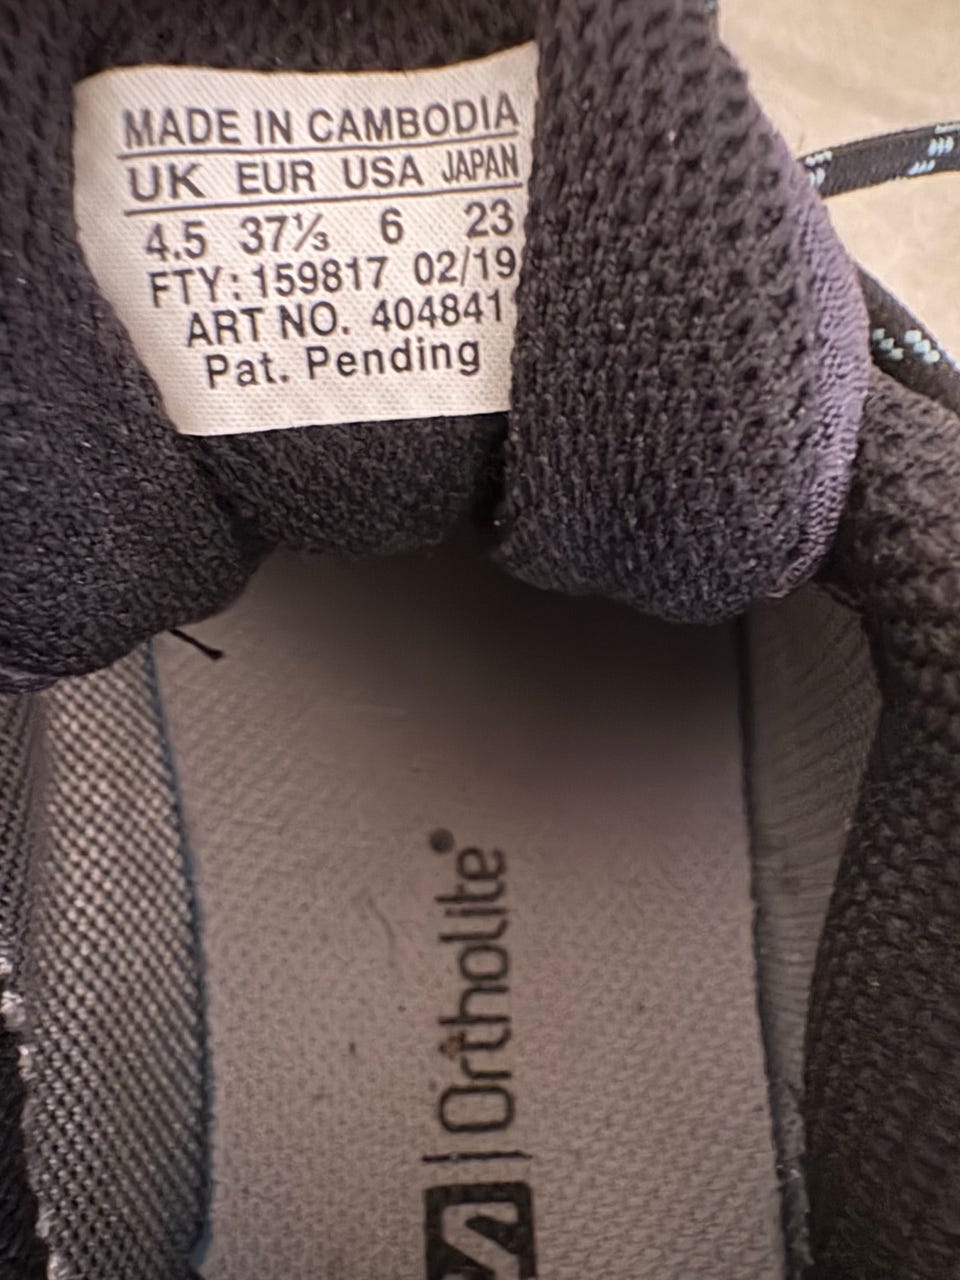 MADE IN CAMBODIA
UK EUR USA JAPAN
4.5 37⅓ 6 23
FTY: 159817 02/19
ART NO. 404841
Pat. Pending
Ortholite